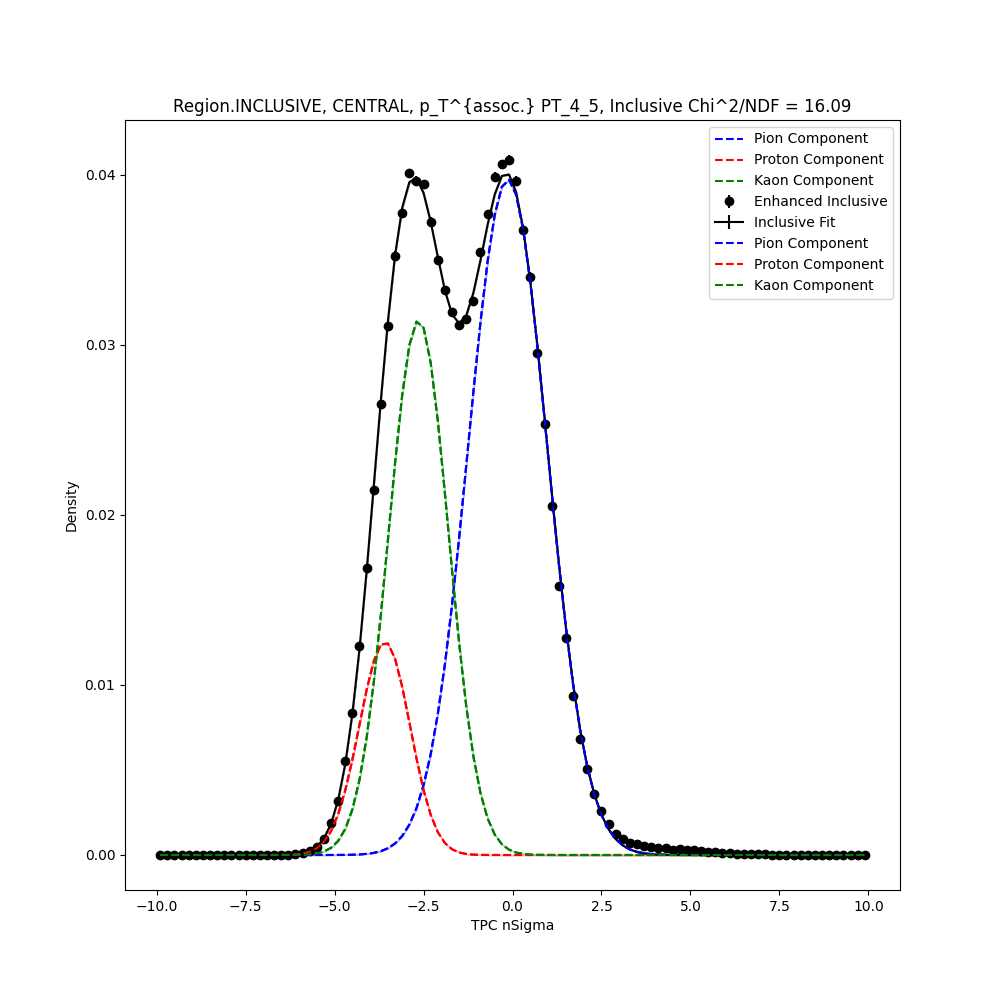 Region.INCLUSIVE, CENTRAL, p_T^{assoc.} PT_4_5, Inclusive Chi^2/NDF = 16.09
Pion Component
Proton Component
Kaon Component
Enhanced Inclusive
Inclusive Fit
Pion Component
Proton Component
Kaon Component
0.04
0.03
0.02
0.01
0.00
Density
−10.0 −7.5 −5.0 −2.5 0.0 2.5 5.0 7.5 10.0
TPC nSigma